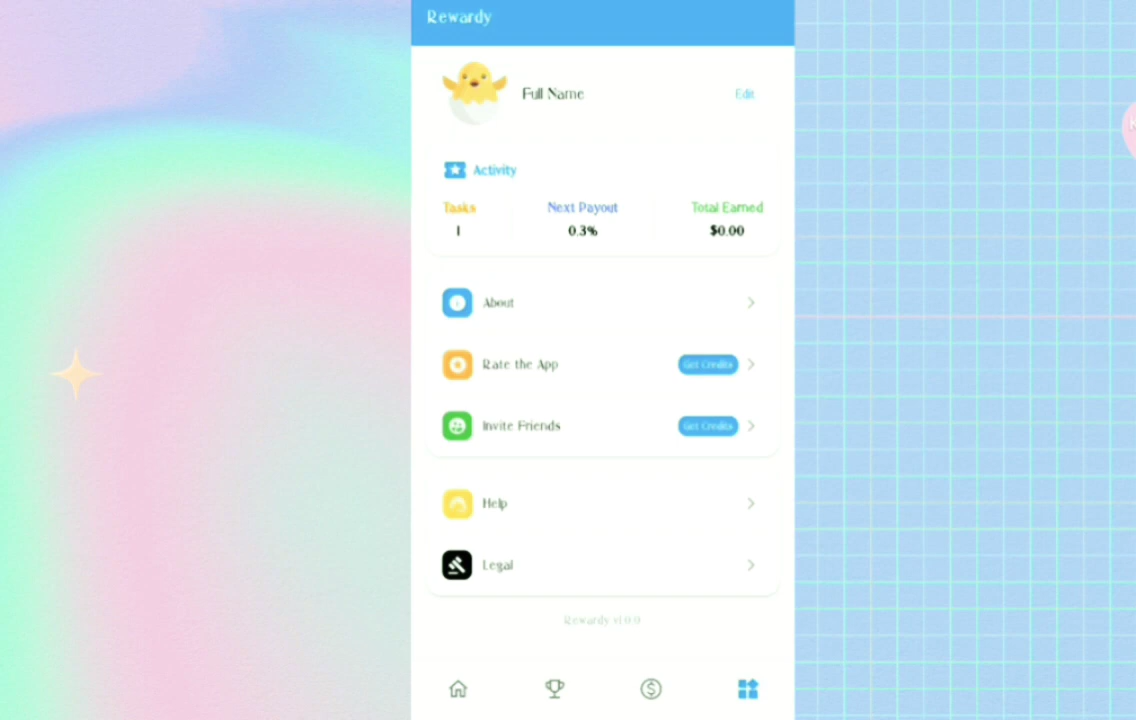 Rewardy
Full Name
Edit
Activity
Tasks
Next Payout
Total Earned
1
0.3%
$0.00
About
Rate the App
Get Credits
Invite Friends
Get Credits
Help
Legal
Rewardy v1.0.0